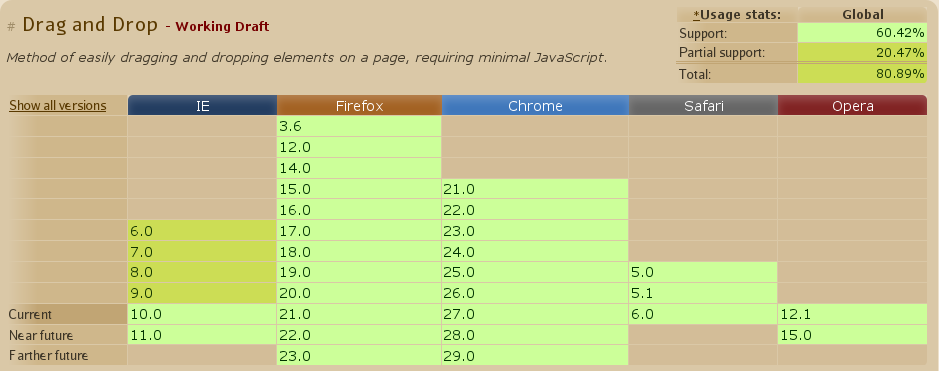 # Drag and Drop - Working Draft
Method of easily dragging and dropping elements on a page, requiring minimal JavaScript.
*Usage stats: Global
Support: 60.42%
Partial support: 20.47%
Total: 80.89%
Show all versions IE Firefox Chrome Safari Opera
3.6
12.0
14.0
15.0 21.0
16.0 22.0
6.0 17.0 23.0
7.0 18.0 24.0
8.0 19.0 25.0 5.0
9.0 20.0 26.0 5.1
Current 10.0 21.0 27.0 6.0 12.1
Near future 11.0 22.0 28.0 15.0
Farther future 23.0 29.0